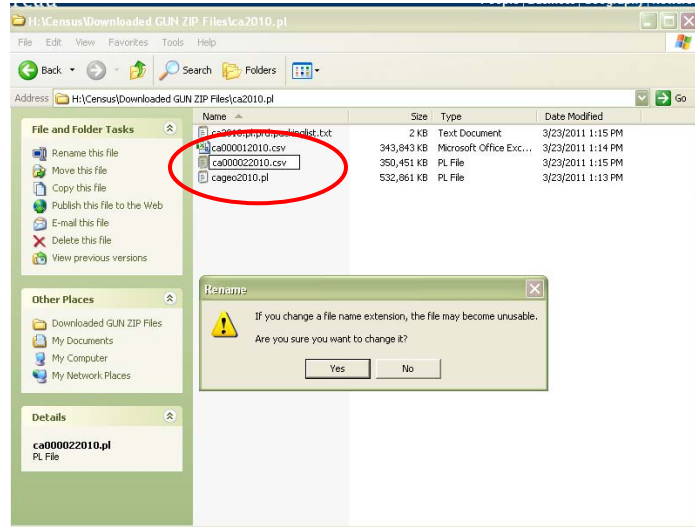 H:\Census\Downloaded GUN ZIP Files\ca2010.pl
File Edit View Favorites Tools Help
Back Search Folders
Address H:\Census\Downloaded GUN ZIP Files\ca2010.pl Go
Name Size Type Date Modified
File and Folder Tasks
ca2010.pl.prd.packinglist.txt 2 KB Text Document 3/23/2011 1:15 PM
ca000012010.csv 343,843 KB Microsoft Office Exc... 3/23/2011 1:14 PM
ca000022010.csv 350,451 KB PL File 3/23/2011 1:15 PM
cageo2010.pl 532,861 KB PL File 3/23/2011 1:13 PM
Rename this file
Move this file
Copy this file
Publish this file to the Web
E-mail this file
Delete this file
View previous versions
Other Places
Downloaded GUN ZIP Files
My Documents
My Computer
My Network Places
Details
ca000022010.pl
PL File
Rename
If you change a file name extension, the file may become unusable.
Are you sure you want to change it?
Yes No